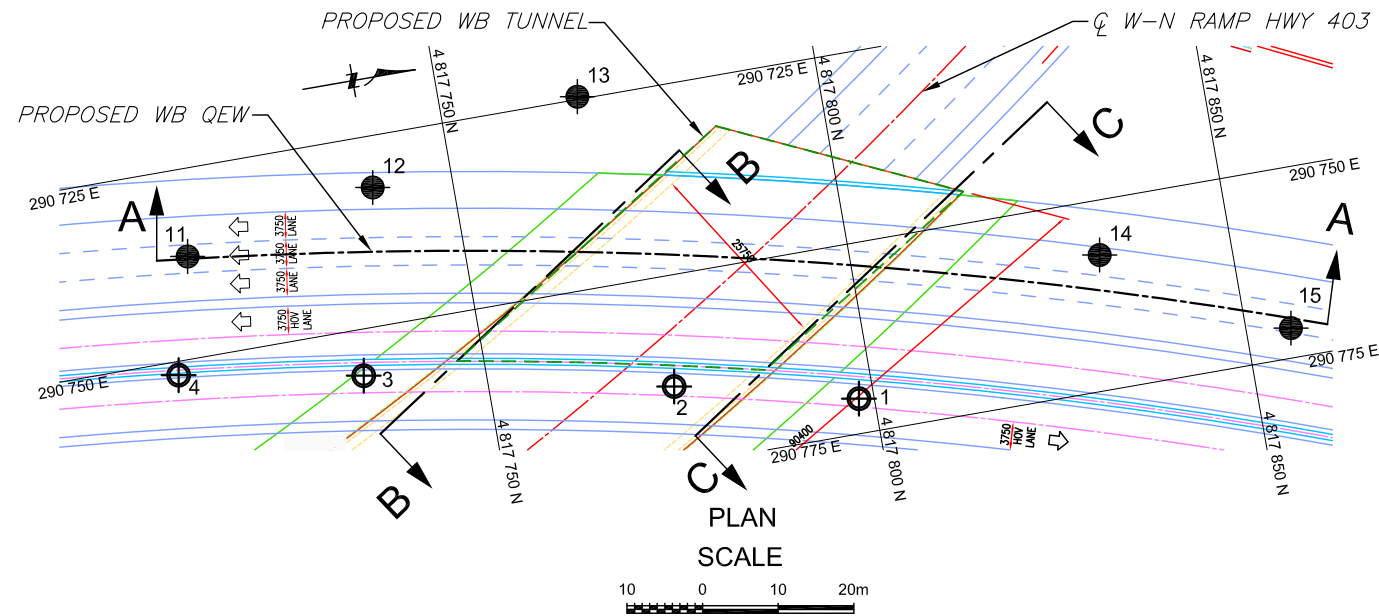 PROPOSED WB TUNNEL
℄ W-N RAMP HWY 403
PROPOSED WB QEW
N
13
4 817 750 N
290 725 E
4 817 800 N
4 817 850 N
C
B
12
290 725 E
290 750 E
A
11
3750 LANE
3750 LANE
3750 LANE
3750 HOV LANE
25750
14
A
15
290 775 E
290 750 E
4
3
2
1
4 817 750 N
90400
290 775 E
4 817 800 N
3750 HOV LANE
4 817 850 N
B
C
PLAN
SCALE
10 0 10 20m